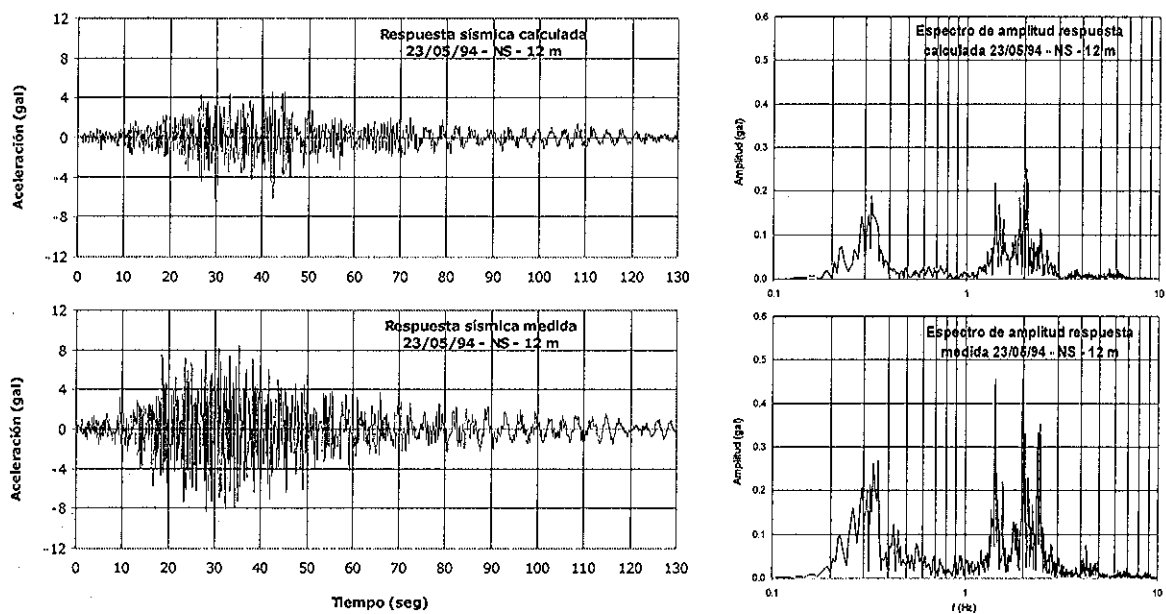 Respuesta sísmica calculada
23/05/94 - NS - 12 m
Aceleración (gal)
12
8
4
0
-4
-8
-12
0 10 20 30 40 50 60 70 80 90 100 110 120 130
Espectro de amplitud respuesta
calculada 23/05/94 - NS - 12 m
Amplitud (gal)
0.6
0.5
0.4
0.3
0.2
0.1
0.0
0.1 1 10
Respuesta sísmica medida
23/05/94 - NS - 12 m
Aceleración (gal)
12
8
4
0
-4
-8
-12
0 10 20 30 40 50 60 70 80 90 100 110 120 130
Tiempo (seg)
Espectro de amplitud respuesta
medida 23/05/94 - NS - 12 m
Amplitud (gal)
0.6
0.5
0.4
0.3
0.2
0.1
0.0
0.1 1 10
f (Hz)